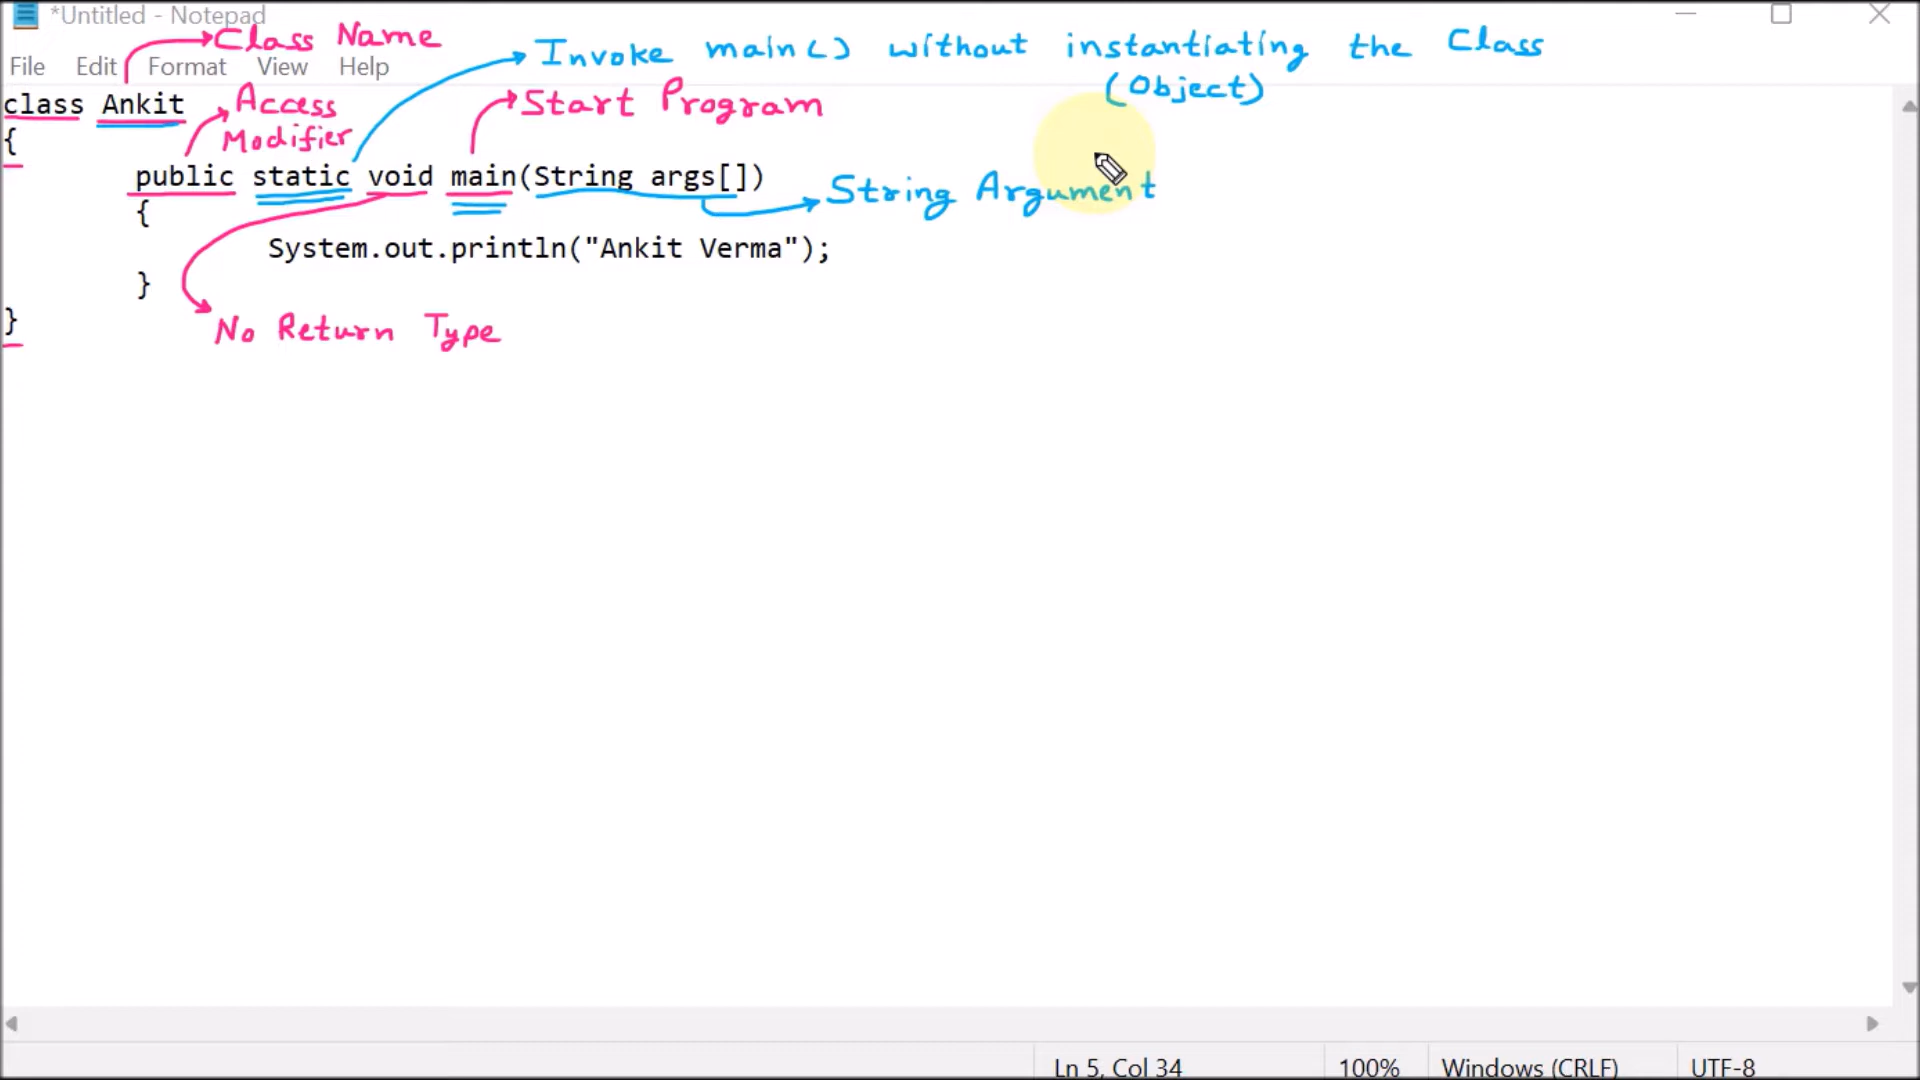 *Untitled - Notepad
Class Name
Invoke main() without instantiating the Class
(Object)
File Edit Format View Help
class Ankit
Access
Modifier
Start Program
{
public static void main(String args[])
String Argument
{
System.out.println("Ankit Verma");
}
}
No Return Type
Ln 5, Col 34 100% Windows (CRLF) UTF-8